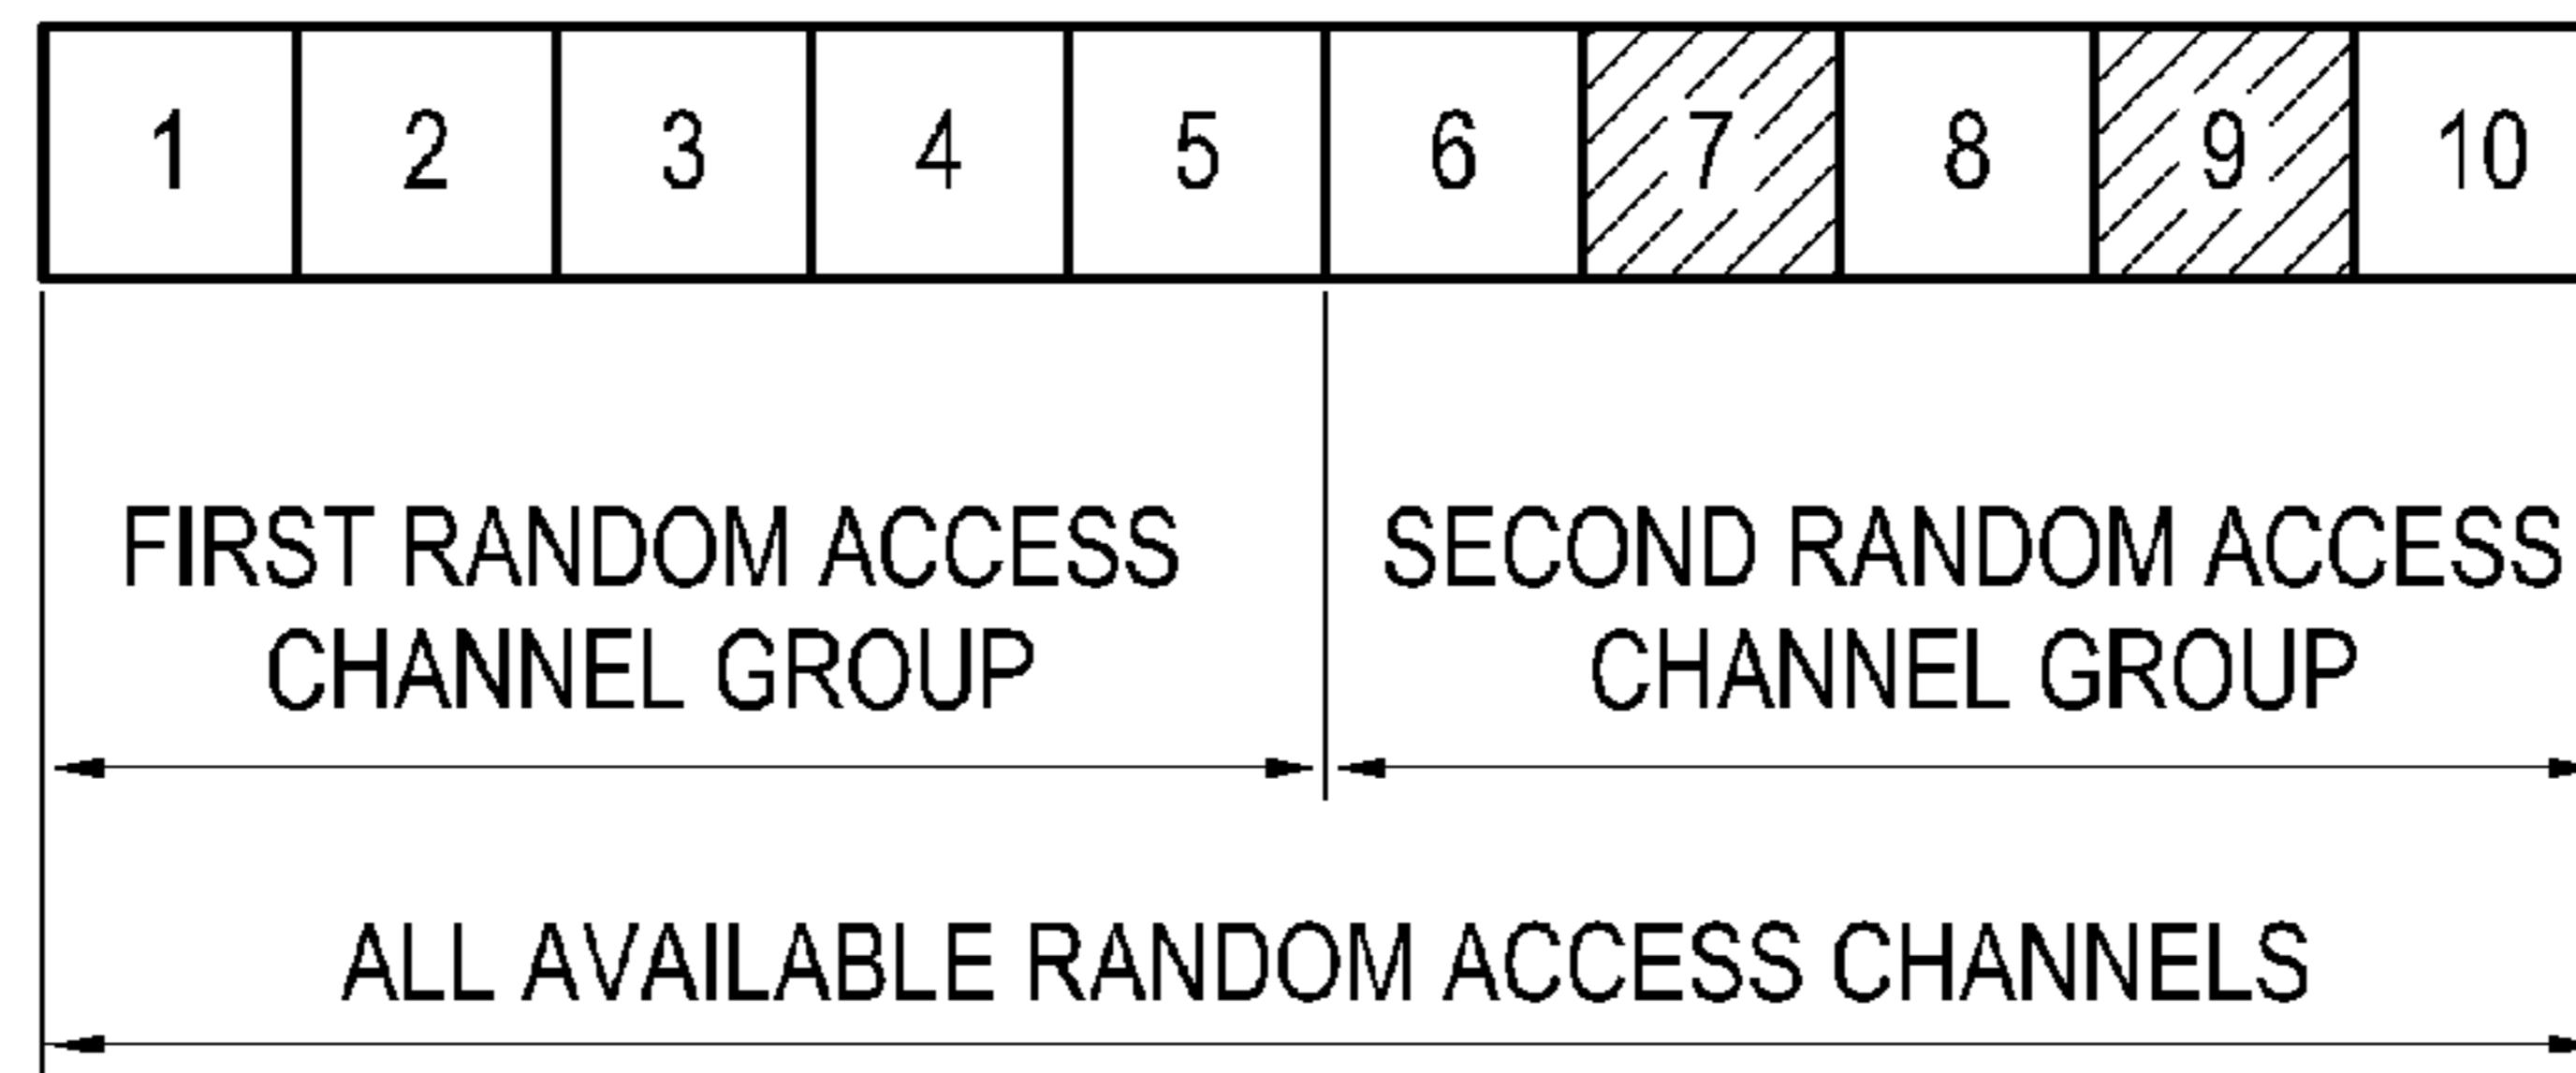 1 2 3 4 5 6 7 8 9 10
FIRST RANDOM ACCESS
CHANNEL GROUP
SECOND RANDOM ACCESS
CHANNEL GROUP
ALL AVAILABLE RANDOM ACCESS CHANNELS